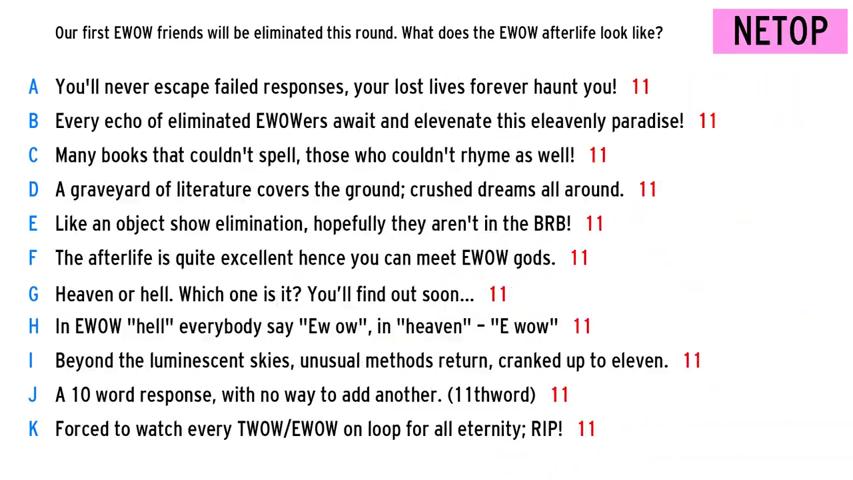 Our first EWOW friends will be eliminated this round. What does the EWOW afterlife look like?
NETOP
A You'll never escape failed responses, your lost lives forever haunt you! 11
B Every echo of eliminated EWOWers await and elevenate this eleavenly paradise! 11
C Many books that couldn't spell, those who couldn't rhyme as well! 11
D A graveyard of literature covers the ground; crushed dreams all around. 11
E Like an object show elimination, hopefully they aren't in the BRB! 11
F The afterlife is quite excellent hence you can meet EWOW gods. 11
G Heaven or hell. Which one is it? You’ll find out soon... 11
H In EWOW "hell" everybody say "Ew ow", in "heaven" – "E wow" 11
I Beyond the luminescent skies, unusual methods return, cranked up to eleven. 11
J A 10 word response, with no way to add another. (11thword) 11
K Forced to watch every TWOW/EWOW on loop for all eternity; RIP! 11